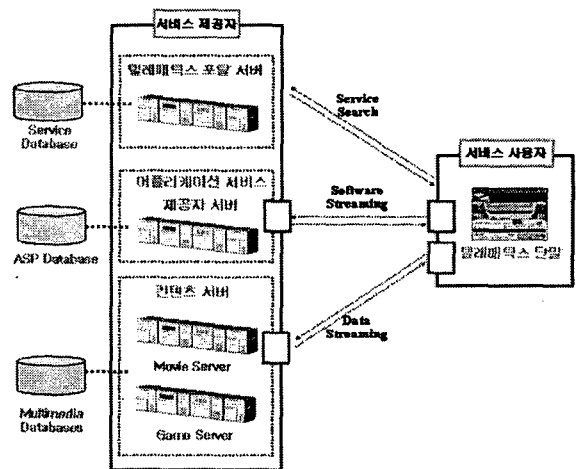 서비스 제공자
텔레매틱스 포탈 서버
Service
Database
Service
Search
서비스 사용자
어플리케이션 서비스
제공자 서버
Software
Streaming
ASP Database
텔레매틱스 단말
컨텐츠 서버
Data
Streaming
Movie Server
Multimedia
Databases
Game Server